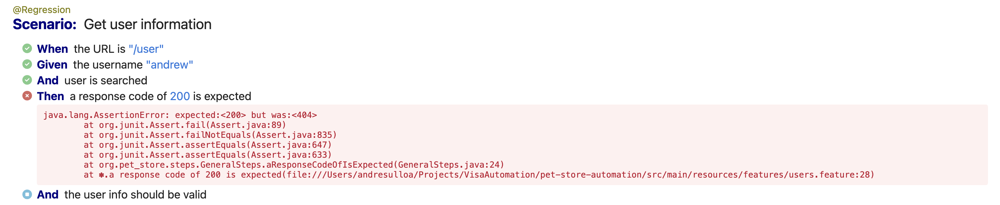 @Regression
Scenario: Get user information
When the URL is "/user"
Given the username "andrew"
And user is searched
Then a response code of 200 is expected
java.lang.AssertionError: expected:<200> but was:<404>
at org.junit.Assert.fail(Assert.java:89)
at org.junit.Assert.failNotEquals(Assert.java:835)
at org.junit.Assert.assertEquals(Assert.java:647)
at org.junit.Assert.assertEquals(Assert.java:633)
at org.pet_store.steps.GeneralSteps.aResponseCodeOfIsExpected(GeneralSteps.java:24)
at ✽.a response code of 200 is expected(file:///Users/andresulloa/Projects/VisaAutomation/pet-store-automation/src/main/resources/features/users.feature:28)
And the user info should be valid